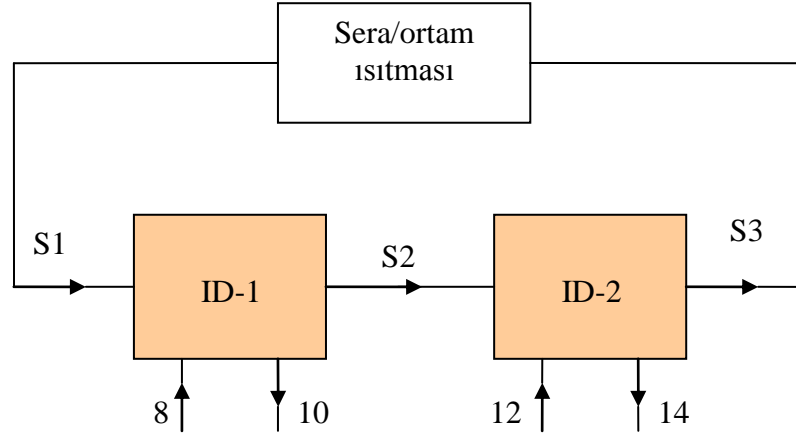 Sera/ortam
ısıtması
S1
S2
S3
ID-1
ID-2
8
10
12
14